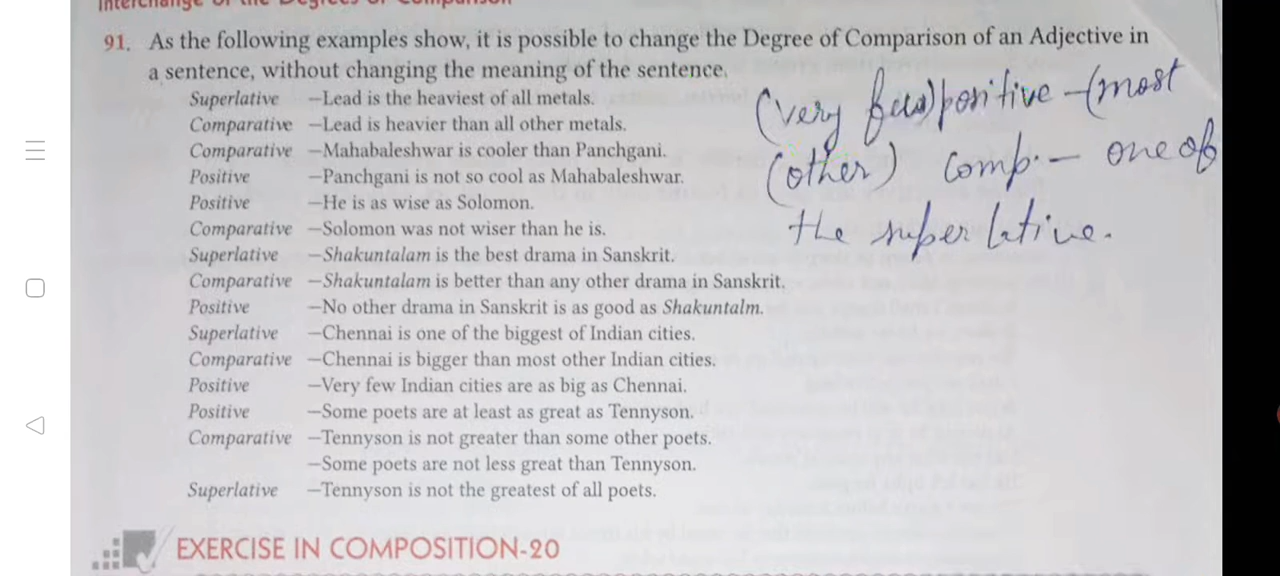 Interchange of the Degrees of Comparison
91. As the following examples show, it is possible to change the Degree of Comparison of an Adjective in
a sentence, without changing the meaning of the sentence.
Superlative —Lead is the heaviest of all metals.
Comparative —Lead is heavier than all other metals.
Comparative —Mahabaleshwar is cooler than Panchgani.
Positive —Panchgani is not so cool as Mahabaleshwar.
Positive —He is as wise as Solomon.
Comparative —Solomon was not wiser than he is.
Superlative —Shakuntalam is the best drama in Sanskrit.
Comparative —Shakuntalam is better than any other drama in Sanskrit.
Positive —No other drama in Sanskrit is as good as Shakuntalm.
Superlative —Chennai is one of the biggest of Indian cities.
Comparative —Chennai is bigger than most other Indian cities.
Positive —Very few Indian cities are as big as Chennai.
Positive —Some poets are at least as great as Tennyson.
Comparative —Tennyson is not greater than some other poets.
—Some poets are not less great than Tennyson.
Superlative —Tennyson is not the greatest of all poets.
(very few) positive - (most
(other) comp. - one of
the superlative.
EXERCISE IN COMPOSITION-20